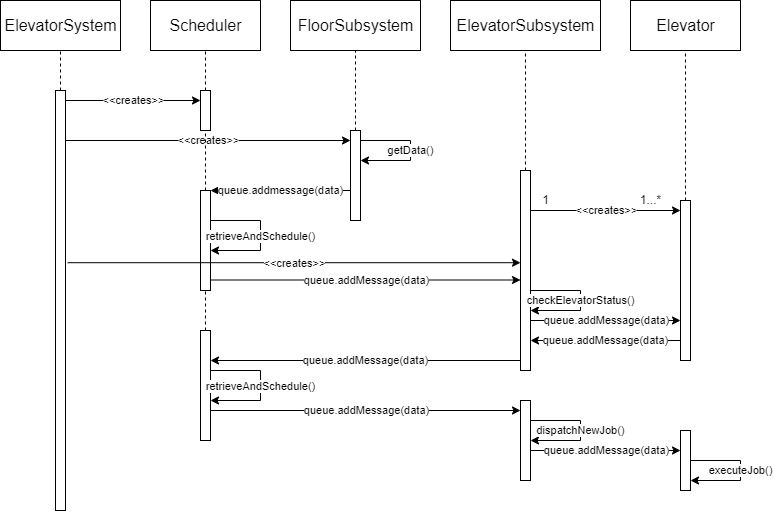 ElevatorSystem
Scheduler
FloorSubsystem
ElevatorSubsystem
Elevator
<<creates>>
<<creates>>
getData()
queue.addmessage(data)
1
1...*
<<creates>>
retrieveAndSchedule()
<<creates>>
queue.addMessage(data)
checkElevatorStatus()
queue.addMessage(data)
queue.addMessage(data)
queue.addMessage(data)
retrieveAndSchedule()
queue.addMessage(data)
dispatchNewJob()
queue.addMessage(data)
executeJob()